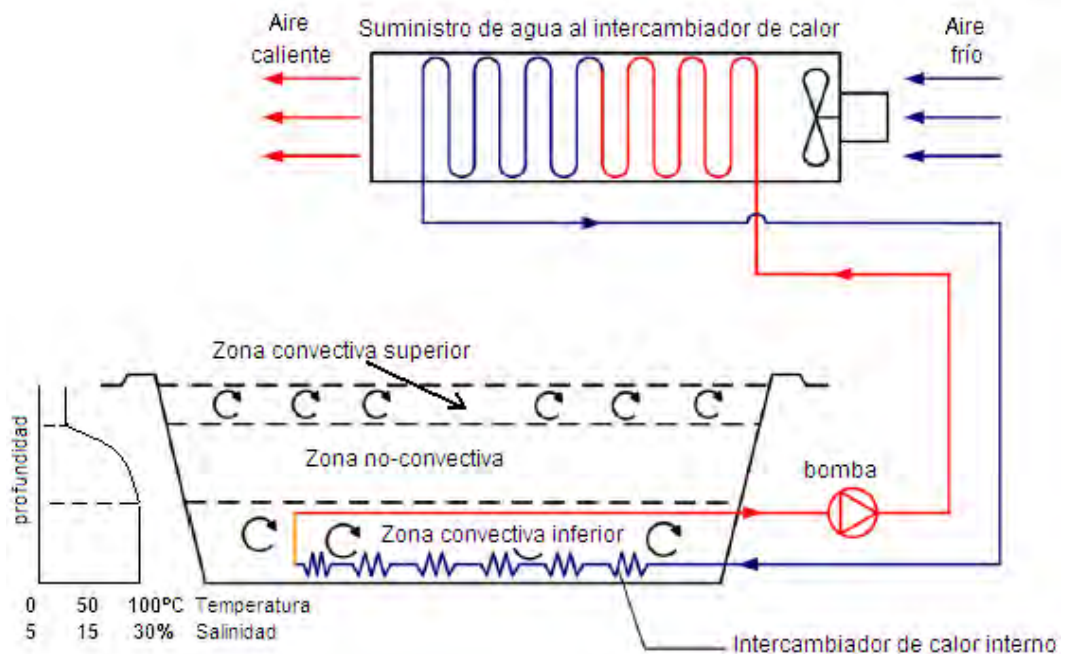 Aire
caliente
Suministro de agua al intercambiador de calor
Aire
frío
Zona convectiva superior
profundidad
Zona no-convectiva
bomba
Zona convectiva inferior
0 50 100°C Temperatura
5 15 30% Salinidad
Intercambiador de calor interno